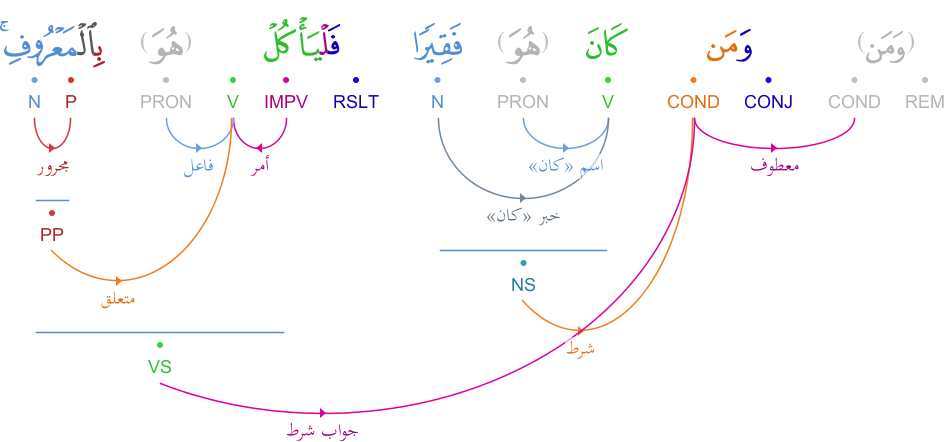 (وَمَن) وَمَن كَانَ (هُوَ) فَقِيرًا فَلْيَأْكُلْ (هُوَ) بِٱلْمَعْرُوفِ ۚ
REM COND CONJ COND V PRON N RSLT IMPV V PRON P N
معطوف اسم «كان» أمر فاعل مجرور
خبر «كان»
PP
NS
متعلق
شرط
VS
جواب شرط